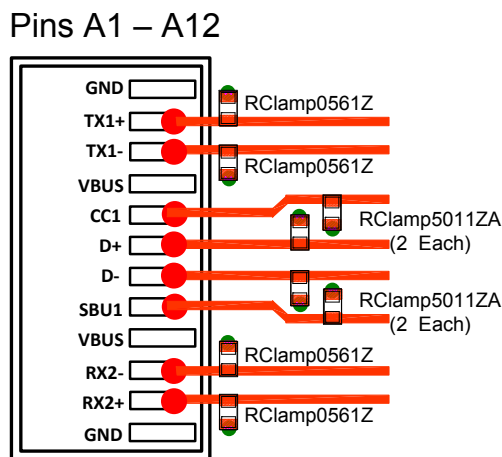 Pins A1 – A12
GND
RClamp0561Z
TX1+
TX1-
RClamp0561Z
VBUS
CC1
RClamp5011ZA
(2 Each)
D+
D-
RClamp5011ZA
(2 Each)
SBU1
VBUS
RClamp0561Z
RX2-
RX2+
RClamp0561Z
GND